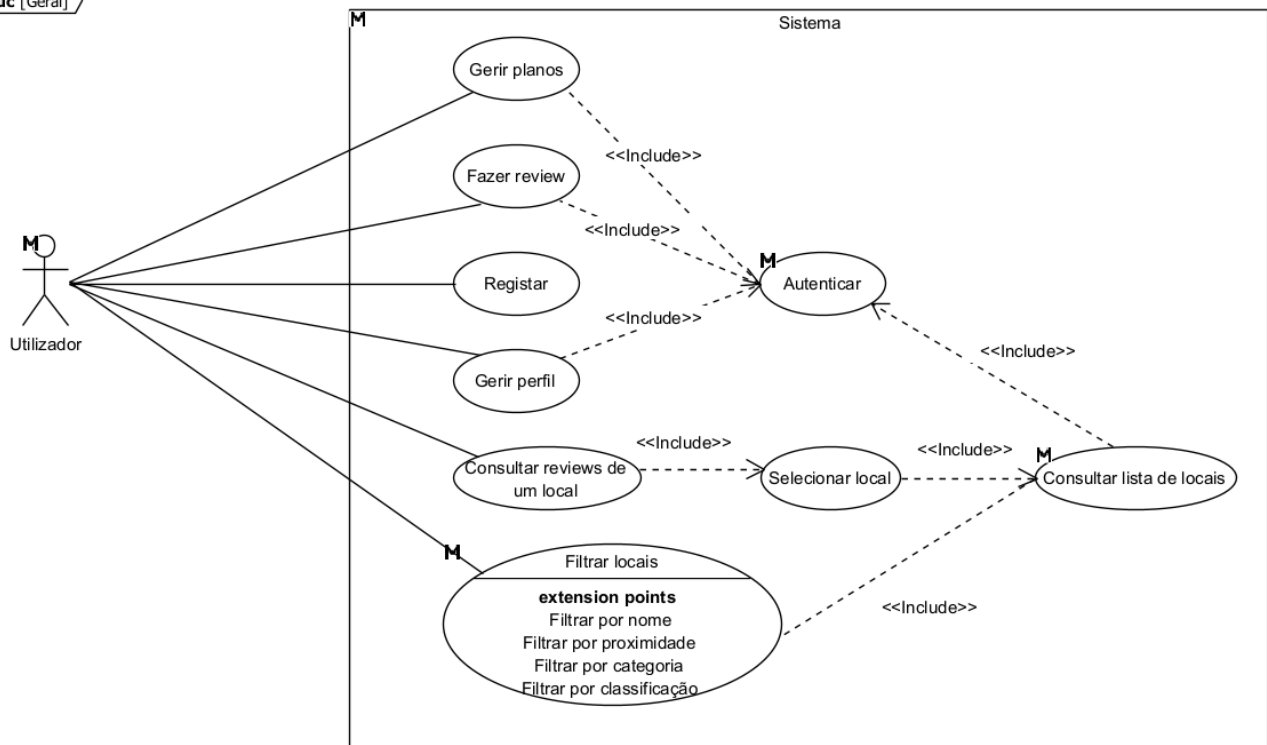 uc [Geral]
M
Sistema
Gerir planos
<<Include>>
Fazer review
<<Include>>
M
Utilizador
Registar
M
Autenticar
<<Include>>
Gerir perfil
<<Include>>
Consultar reviews de
um local
<<Include>>
Selecionar local
<<Include>>
M
Consultar lista de locais
M
Filtrar locais
extension points
Filtrar por nome
Filtrar por proximidade
Filtrar por categoria
Filtrar por classificação
<<Include>>